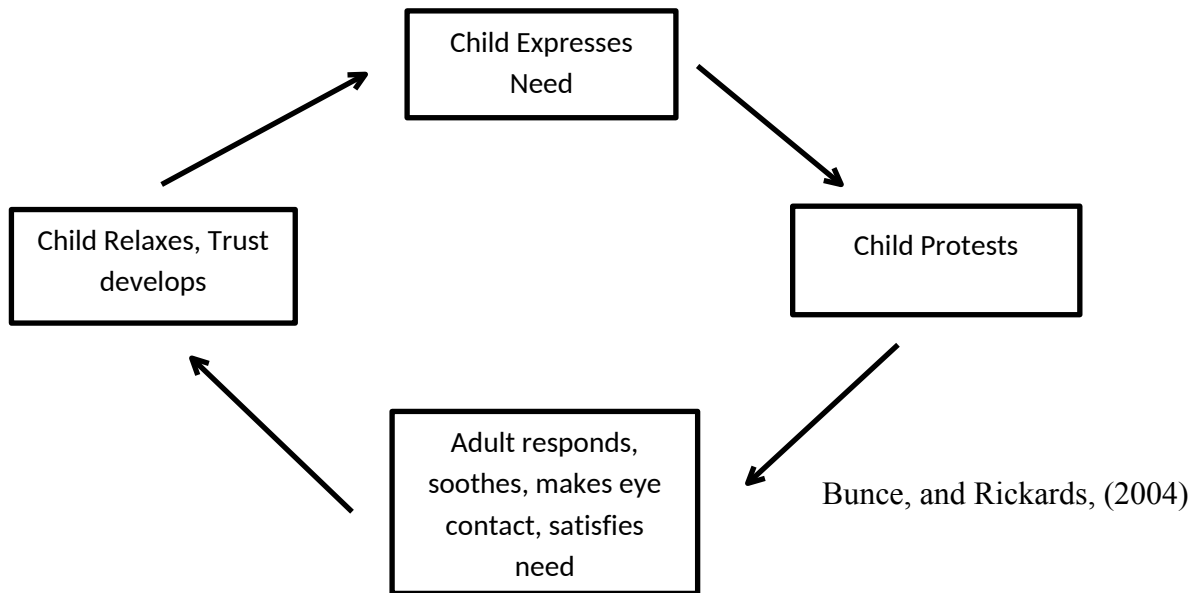 Child Expresses
Need
Child Relaxes, Trust
develops
Child Protests
Adult responds,
soothes, makes eye
contact, satisfies
need
Bunce, and Rickards, (2004)